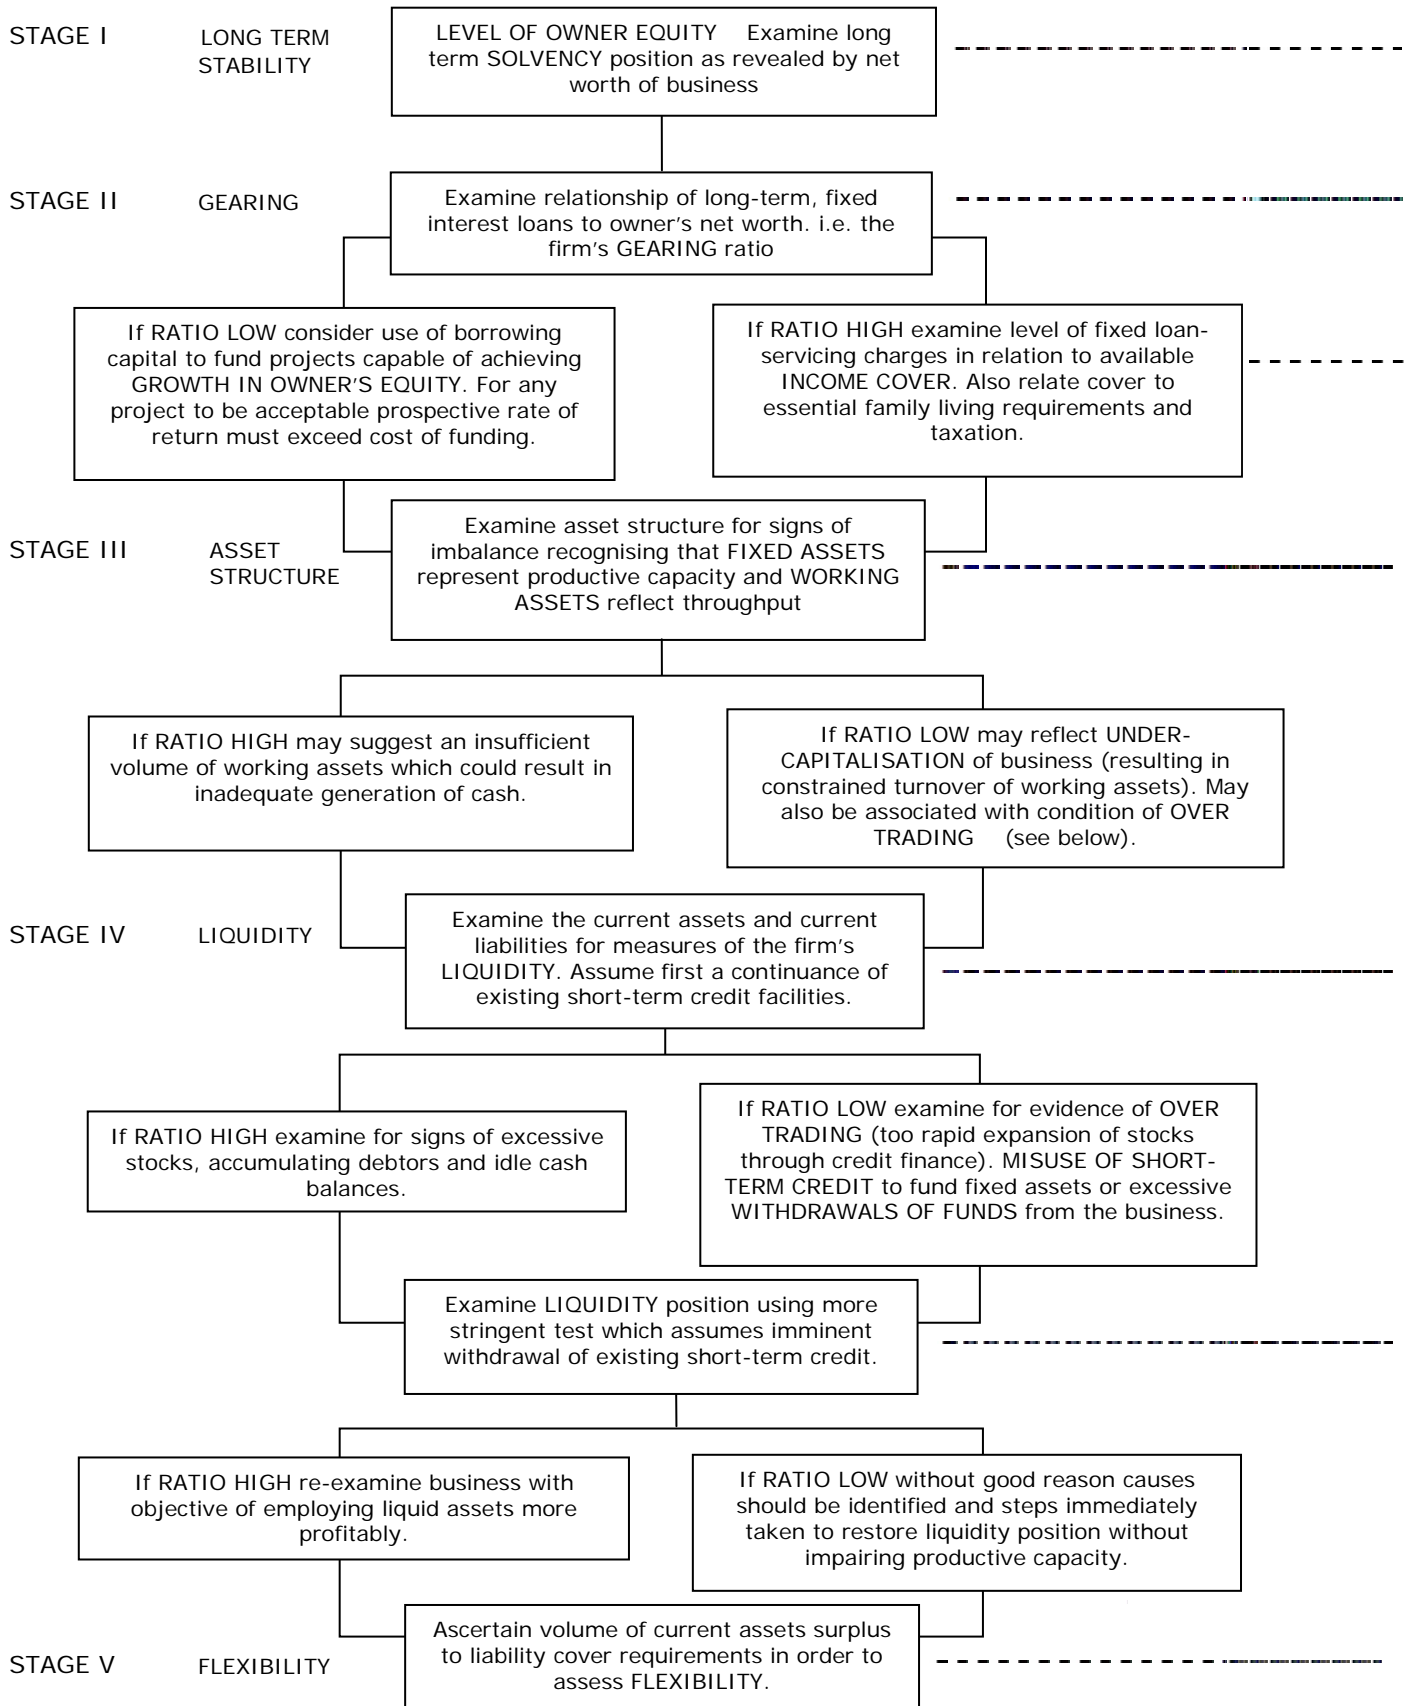 STAGE I
LONG TERM
STABILITY
LEVEL OF OWNER EQUITY Examine long
term SOLVENCY position as revealed by net
worth of business
STAGE II
GEARING
Examine relationship of long-term, fixed
interest loans to owner's net worth. i.e. the
firm's GEARING ratio
If RATIO LOW consider use of borrowing
capital to fund projects capable of achieving
GROWTH IN OWNER'S EQUITY. For any
project to be acceptable prospective rate of
return must exceed cost of funding.
If RATIO HIGH examine level of fixed loan-
servicing charges in relation to available
INCOME COVER. Also relate cover to
essential family living requirements and
taxation.
STAGE III
ASSET
STRUCTURE
Examine asset structure for signs of
imbalance recognising that FIXED ASSETS
represent productive capacity and WORKING
ASSETS reflect throughput
If RATIO HIGH may suggest an insufficient
volume of working assets which could result in
inadequate generation of cash.
If RATIO LOW may reflect UNDER-
CAPITALISATION of business (resulting in
constrained turnover of working assets). May
also be associated with condition of OVER
TRADING (see below).
STAGE IV
LIQUIDITY
Examine the current assets and current
liabilities for measures of the firm's
LIQUIDITY. Assume first a continuance of
existing short-term credit facilities.
If RATIO HIGH examine for signs of excessive
stocks, accumulating debtors and idle cash
balances.
If RATIO LOW examine for evidence of OVER
TRADING (too rapid expansion of stocks
through credit finance). MISUSE OF SHORT-
TERM CREDIT to fund fixed assets or excessive
WITHDRAWALS OF FUNDS from the business.
Examine LIQUIDITY position using more
stringent test which assumes imminent
withdrawal of existing short-term credit.
If RATIO HIGH re-examine business with
objective of employing liquid assets more
profitably.
If RATIO LOW without good reason causes
should be identified and steps immediately
taken to restore liquidity position without
impairing productive capacity.
STAGE V
FLEXIBILITY
Ascertain volume of current assets surplus
to liability cover requirements in order to
assess FLEXIBILITY.